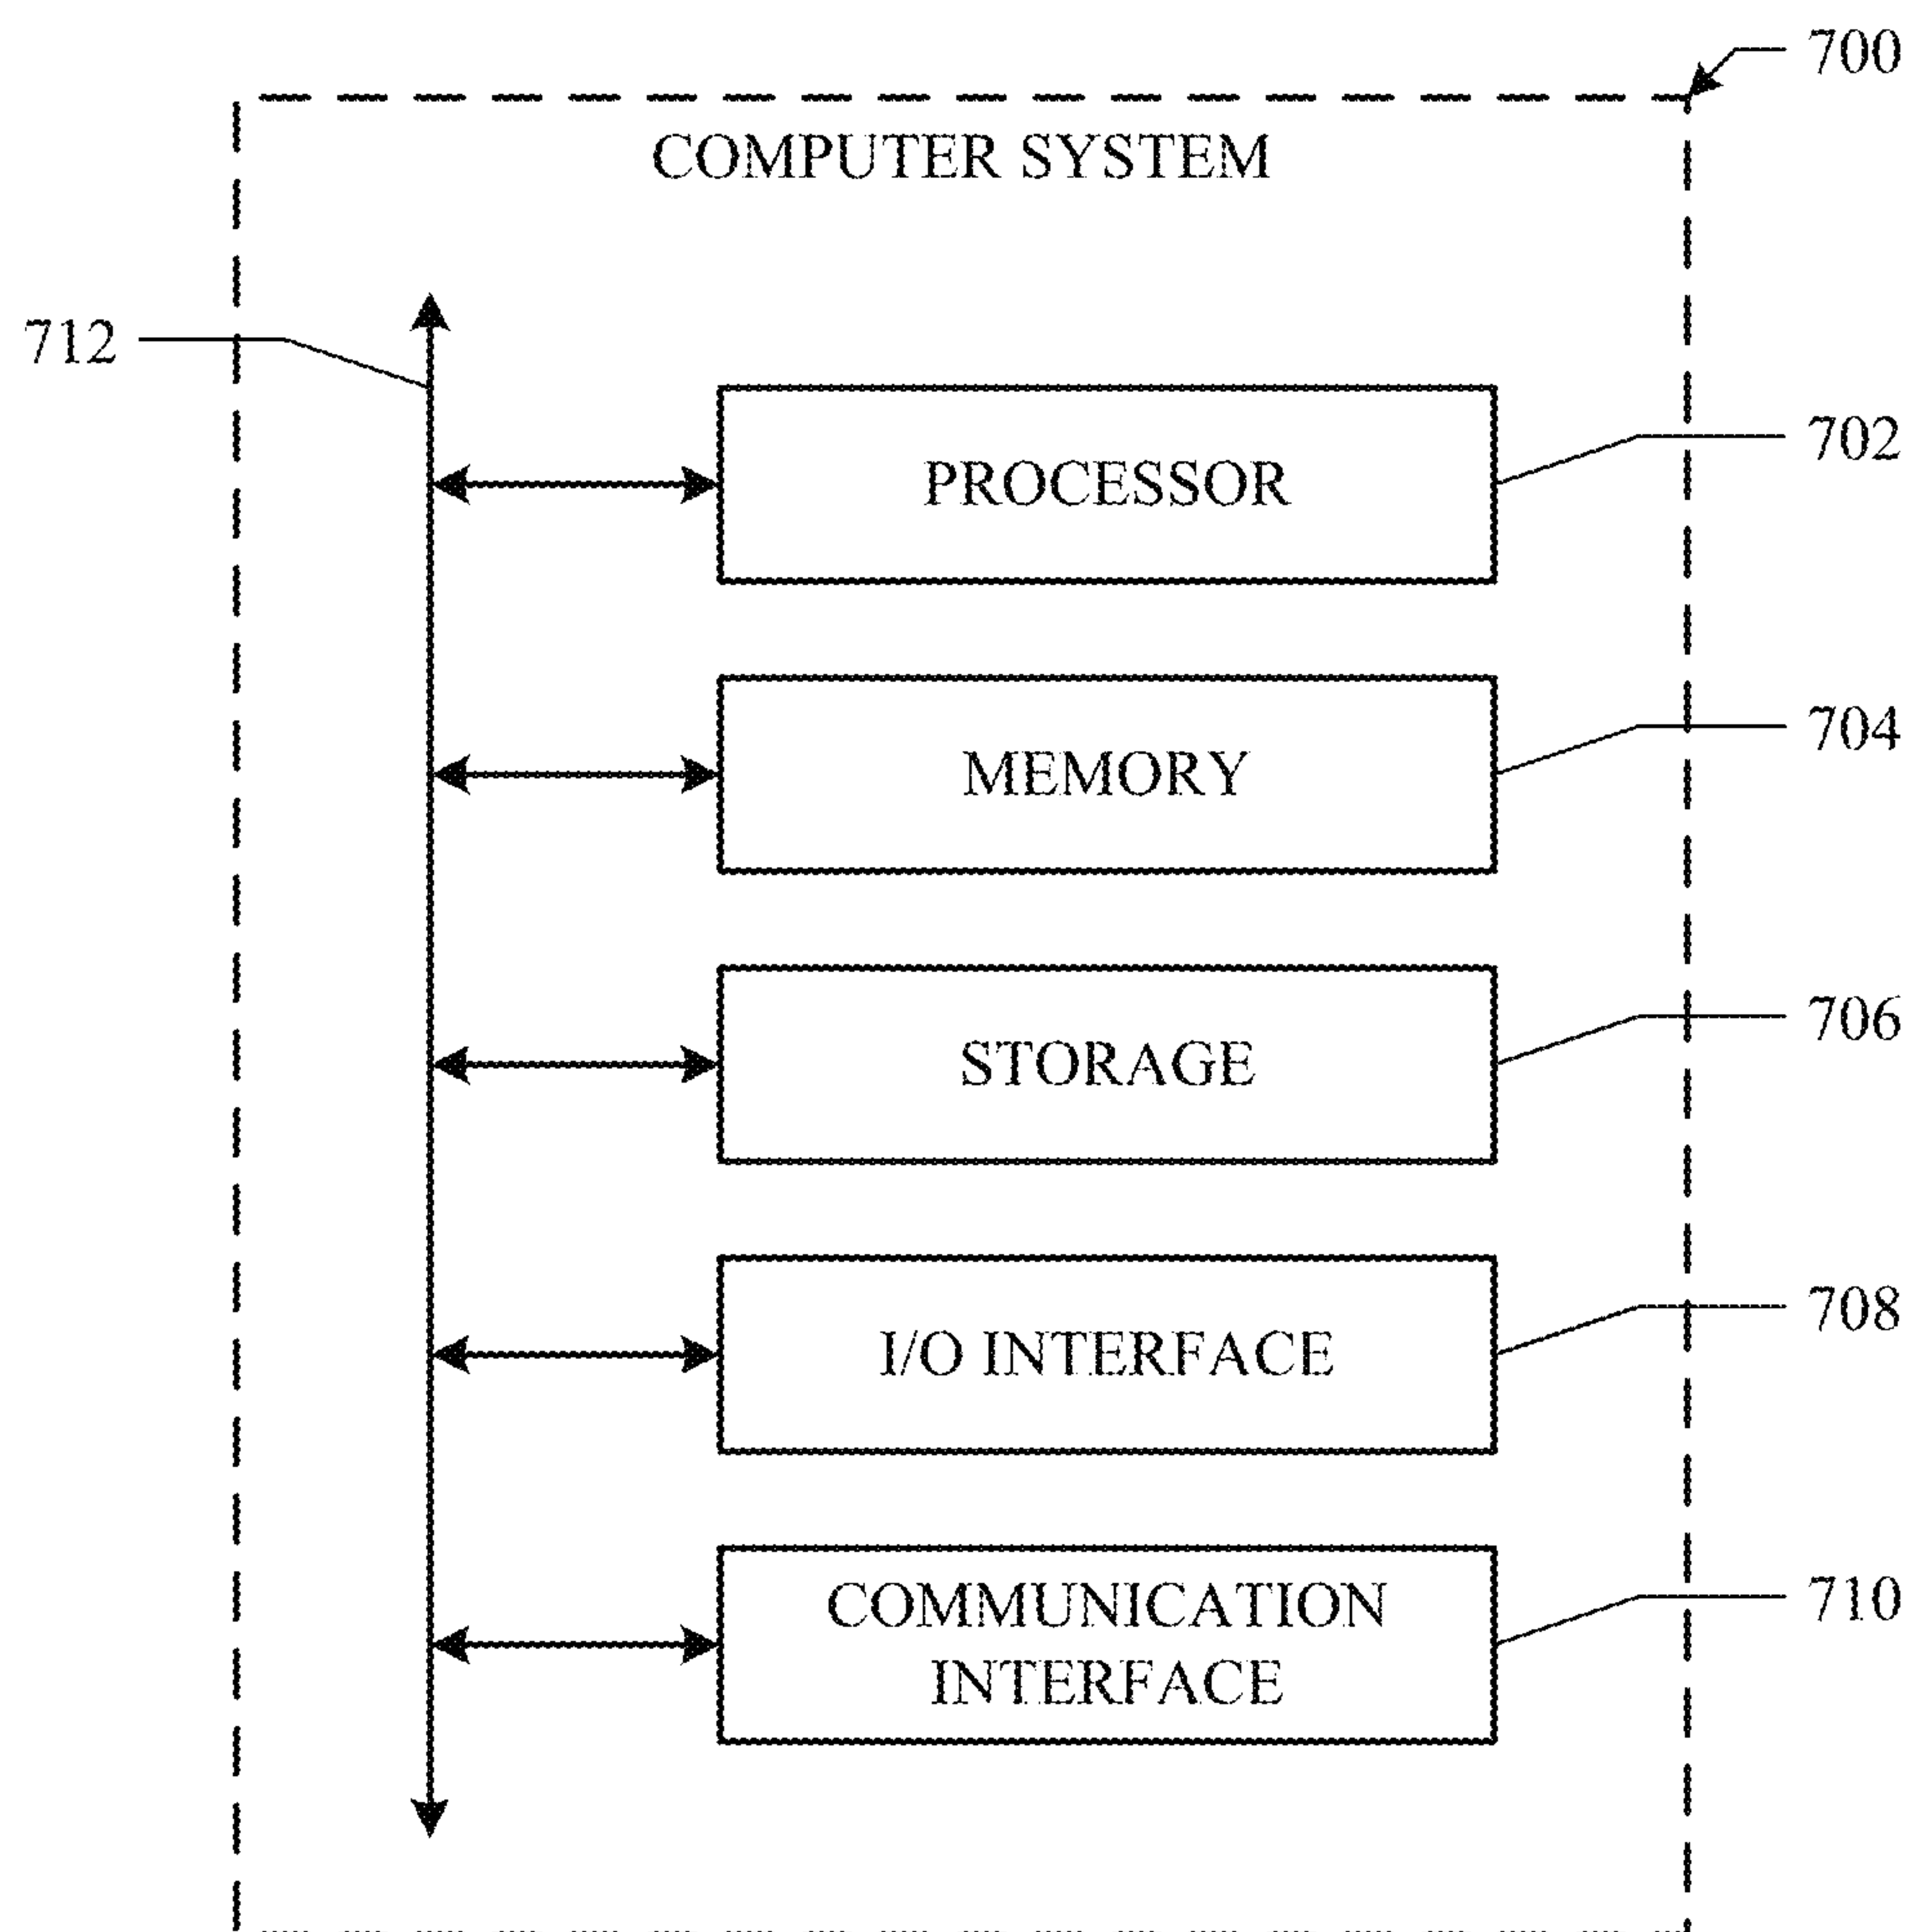 700
COMPUTER SYSTEM
712
PROCESSOR
702
MEMORY
704
STORAGE
706
I/O INTERFACE
708
COMMUNICATION
INTERFACE
710